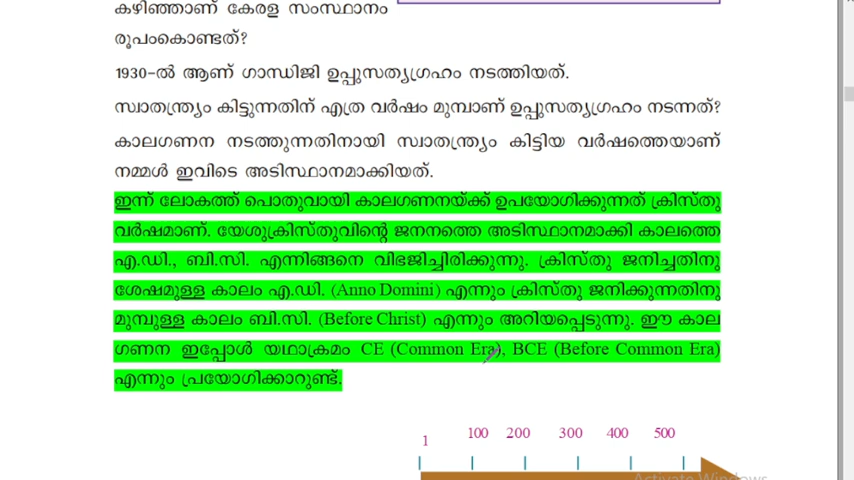 കഴിഞ്ഞാണ് കേരള സംസ്ഥാനം
രൂപംകൊണ്ടത്?
1930-ൽ ആണ് ഗാന്ധിജി ഉപ്പുസത്യഗ്രഹം നടത്തിയത്.
സ്വാതന്ത്ര്യം കിട്ടുന്നതിന് എത്ര വർഷം മുമ്പാണ് ഉപ്പുസത്യഗ്രഹം നടന്നത്?
കാലഗണന നടത്തുന്നതിനായി സ്വാതന്ത്ര്യം കിട്ടിയ വർഷത്തെയാണ്
നമ്മൾ ഇവിടെ അടിസ്ഥാനമാക്കിയത്.
ഇന്ന് ലോകത്ത് പൊതുവായി കാലഗണനയ്ക്ക് ഉപയോഗിക്കുന്നത് ക്രിസ്തു
വർഷമാണ്. യേശുക്രിസ്തുവിന്റെ ജനനത്തെ അടിസ്ഥാനമാക്കി കാലത്തെ
എ.ഡി., ബി.സി. എന്നിങ്ങനെ വിഭജിച്ചിരിക്കുന്നു. ക്രിസ്തു ജനിച്ചതിനു
ശേഷമുള്ള കാലം എ.ഡി. (Anno Domini) എന്നും ക്രിസ്തു ജനിക്കുന്നതിനു
മുമ്പുള്ള കാലം ബി.സി. (Before Christ) എന്നും അറിയപ്പെടുന്നു. ഈ കാല
ഗണന ഇപ്പോൾ യഥാക്രമം CE (Common Era), BCE (Before Common Era)
എന്നും പ്രയോഗിക്കാറുണ്ട്.
1 100 200 300 400 500
Activate Windows